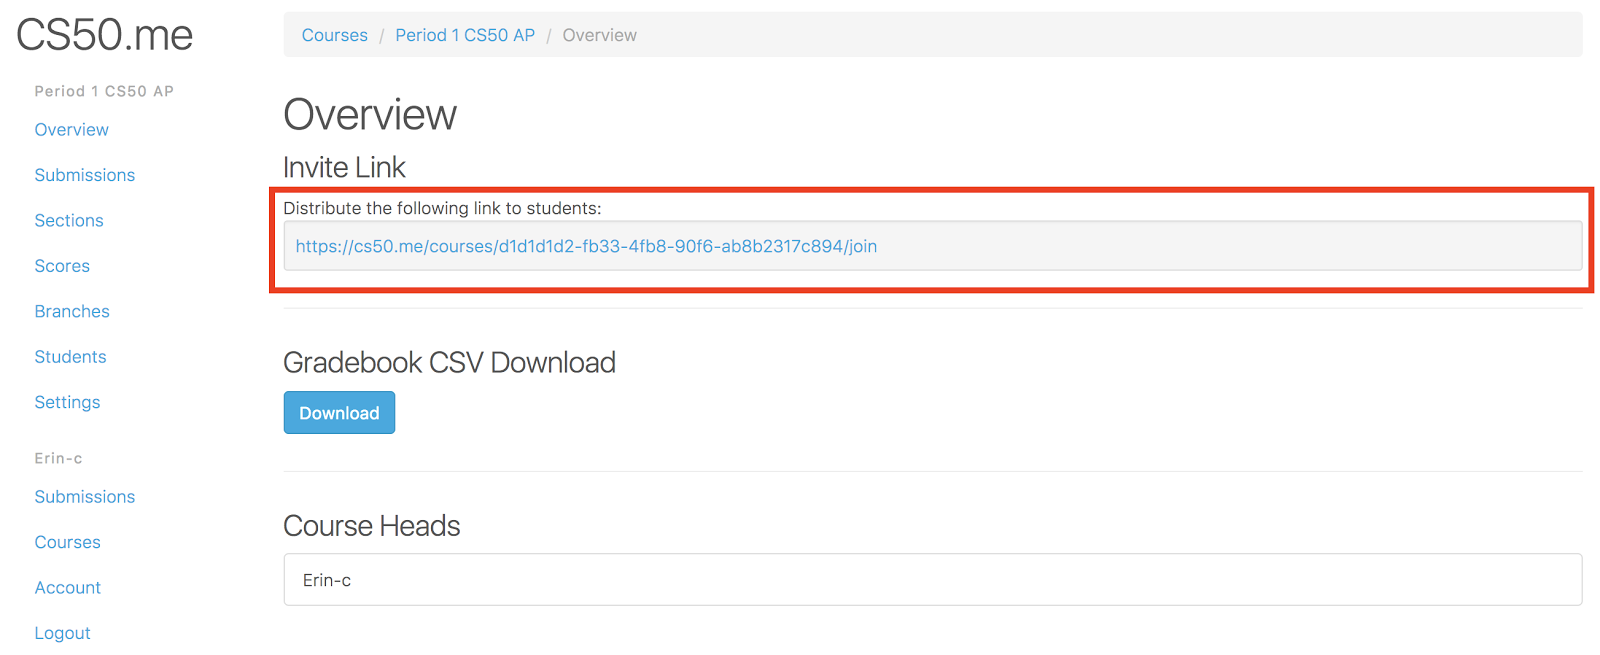 CS50.me
Period 1 CS50 AP
Overview
Submissions
Sections
Scores
Branches
Students
Settings
Erin-c
Submissions
Courses
Account
Logout
Courses / Period 1 CS50 AP / Overview
Overview
Invite Link
Distribute the following link to students:
https://cs50.me/courses/d1d1d1d2-fb33-4fb8-90f6-ab8b2317c894/join
Gradebook CSV Download
Download
Course Heads
Erin-c